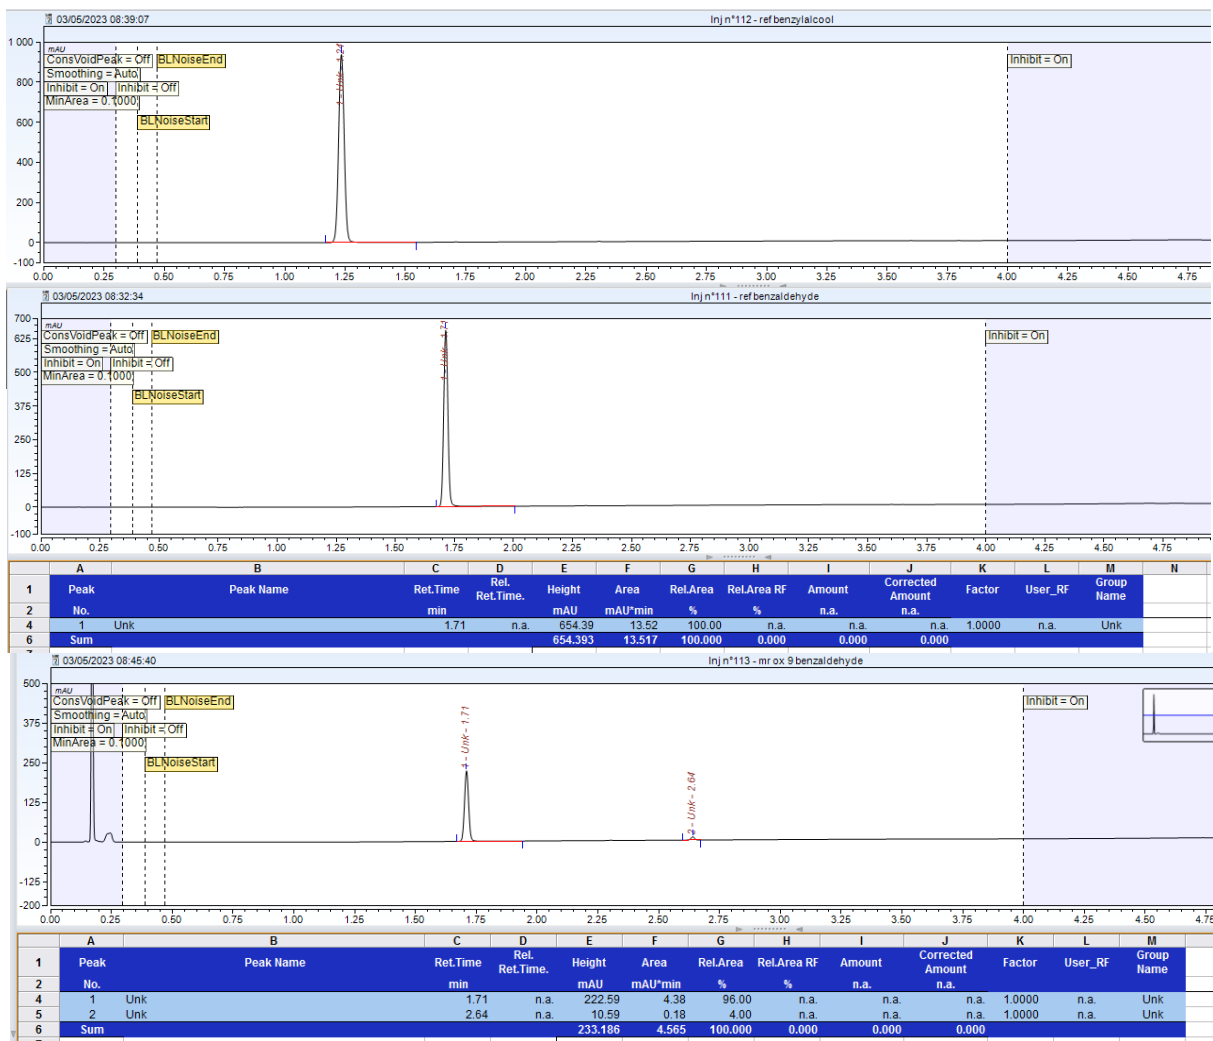 03/05/2023 08:39:07 Inj n°112 - ref benzylalcool
1 000
mAU
ConsVoidPeak = Off BLNoiseEnd Inhibit = On
Smoothing = Auto
Inhibit = On Inhibit = Off
MinArea = 0.1000
BLNoiseStart
1 - Unk - 1.24
800
600
400
200
0
-100
0.00 0.25 0.50 0.75 1.00 1.25 1.50 1.75 2.00 2.25 2.50 2.75 3.00 3.25 3.50 3.75 4.00 4.25 4.50 4.75
03/05/2023 08:32:34 Inj n°111 - ref benzaldehyde
700
mAU
ConsVoidPeak = Off BLNoiseEnd Inhibit = On
Smoothing = Auto
Inhibit = On Inhibit = Off
MinArea = 0.1000
BLNoiseStart
1 - Unk - 1.71
625
500
375
250
125
0
-100
0.00 0.25 0.50 0.75 1.00 1.25 1.50 1.75 2.00 2.25 2.50 2.75 3.00 3.25 3.50 3.75 4.00 4.25 4.50 4.75
A B C D E F G H I J K L M N
1 Peak Peak Name Ret.Time Rel. Ret.Time. Height Area Rel.Area Rel.Area RF Amount Corrected Amount Factor User_RF Group Name
2 No. min mAU mAU*min % % n.a. n.a.
4 1 Unk 1.71 n.a. 654.39 13.52 100.00 n.a. n.a. n.a. 1.0000 n.a. Unk
6 Sum 654.393 13.517 100.000 0.000 0.000 0.000
03/05/2023 08:45:40 Inj n°113 - mr ox 9 benzaldehyde
500
mAU
ConsVoidPeak = Off BLNoiseEnd Inhibit = On
Smoothing = Auto
Inhibit = On Inhibit = Off
MinArea = 0.1000
BLNoiseStart
1 - Unk - 1.71
2 - Unk - 2.64
375
250
125
0
-125
-200
0.00 0.25 0.50 0.75 1.00 1.25 1.50 1.75 2.00 2.25 2.50 2.75 3.00 3.25 3.50 3.75 4.00 4.25 4.50 4.75
A B C D E F G H I J K L M
1 Peak Peak Name Ret.Time Rel. Ret.Time. Height Area Rel.Area Rel.Area RF Amount Corrected Amount Factor User_RF Group Name
2 No. min mAU mAU*min % % n.a. n.a.
4 1 Unk 1.71 n.a. 222.59 4.38 96.00 n.a. n.a. n.a. 1.0000 n.a. Unk
5 2 Unk 2.64 n.a. 10.59 0.18 4.00 n.a. n.a. n.a. 1.0000 n.a. Unk
6 Sum 233.186 4.565 100.000 0.000 0.000 0.000